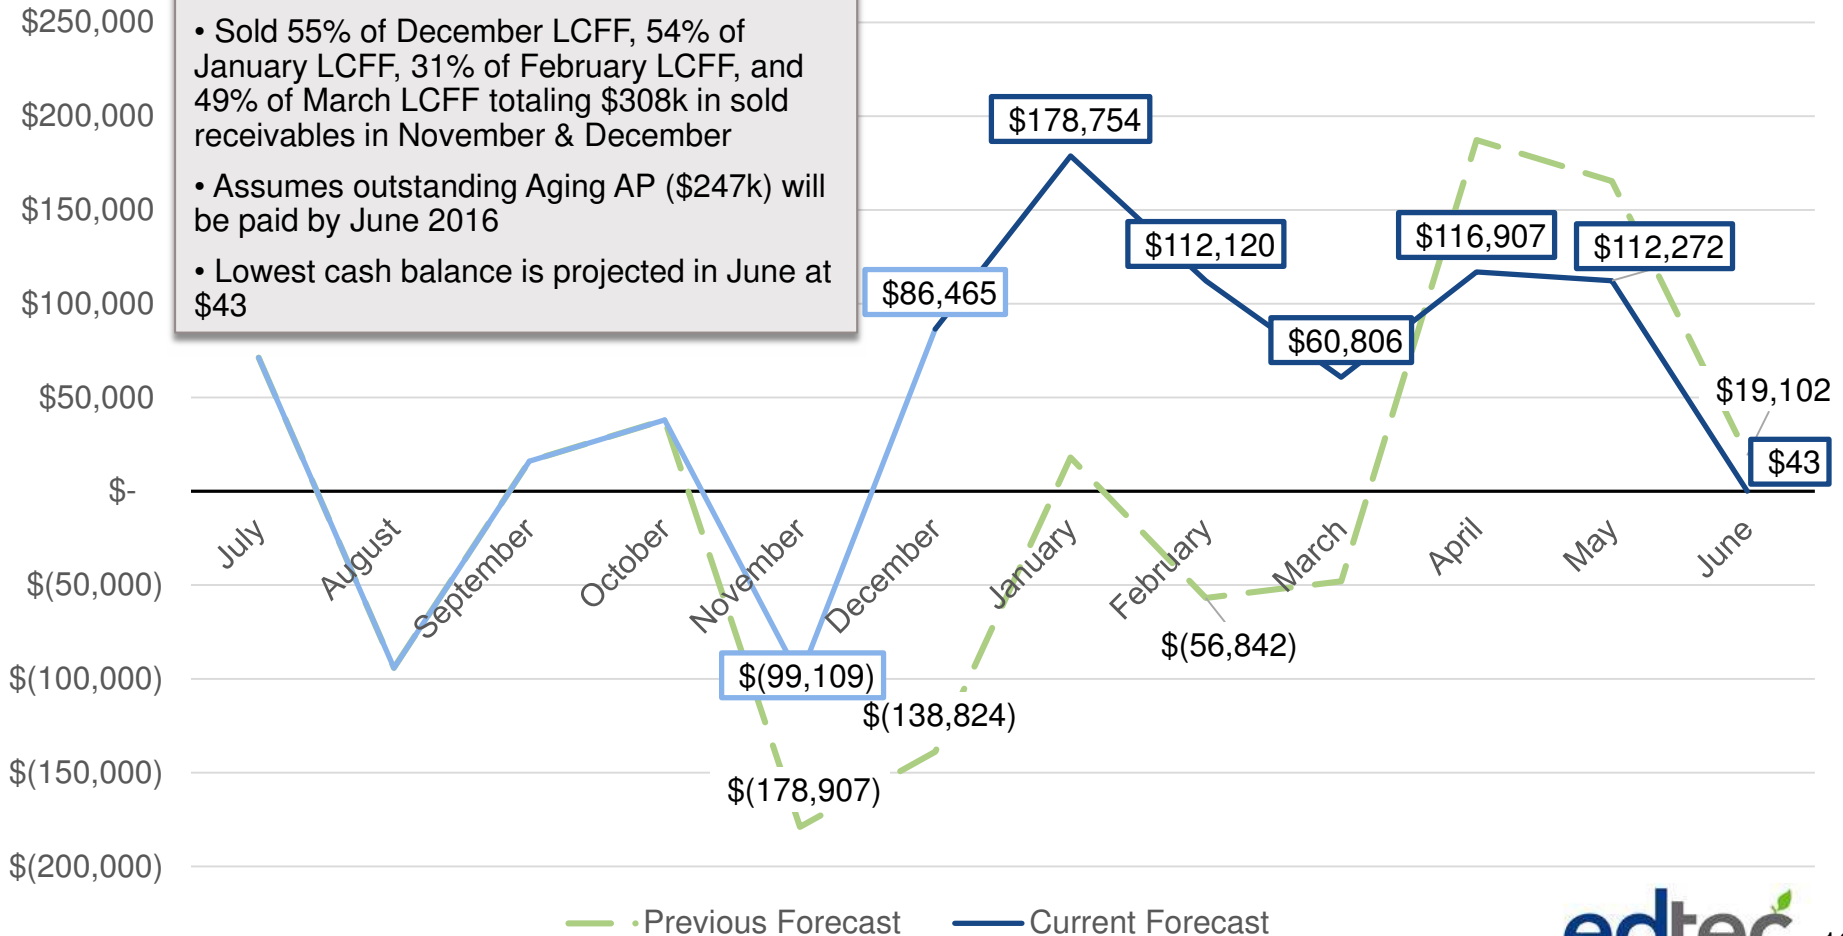 $250,000
$200,000
$150,000
$100,000
$50,000
$-
$(50,000)
$(100,000)
$(150,000)
$(200,000)
• Sold 55% of December LCFF, 54% of
January LCFF, 31% of February LCFF, and
49% of March LCFF totaling $308k in sold
receivables in November & December
• Assumes outstanding Aging AP ($247k) will
be paid by June 2016
• Lowest cash balance is projected in June at
$43
$178,754
$112,120
$86,465
$60,806
$116,907
$112,272
$19,102
$43
$(99,109)
$(138,824)
$(178,907)
$(56,842)
July
August
September
October
November
December
January
February
March
April
May
June
Previous Forecast
Current Forecast
edtec